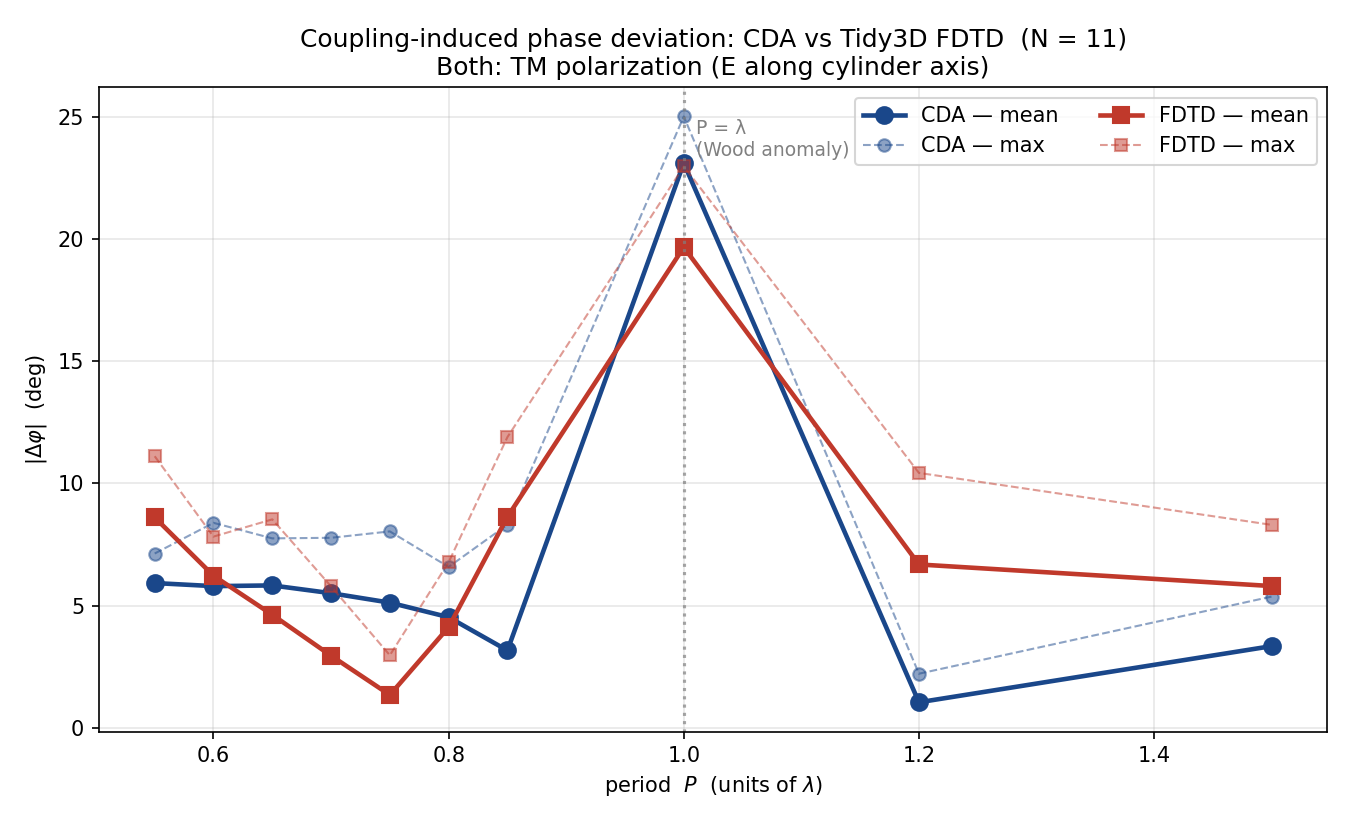 Coupling-induced phase deviation: CDA vs Tidy3D FDTD (N = 11)
Both: TM polarization (E along cylinder axis)
P = λ
(Wood anomaly)
CDA — mean
CDA — max
FDTD — mean
FDTD — max
25
20
15
10
5
0
|Δφ| (deg)
0.6
0.8
1.0
1.2
1.4
period P (units of λ)